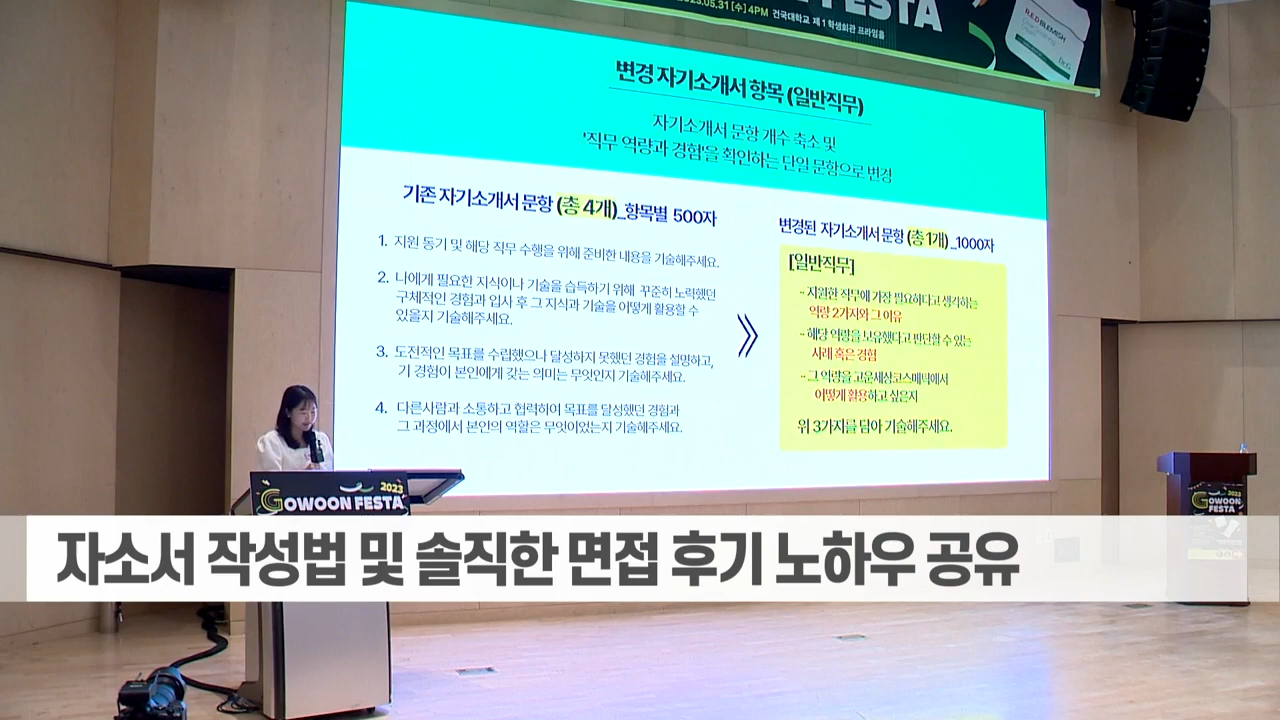 FESTA
.05.31 [수] 4PM 건국대학교 제 1 학생회관 프라임홀
RED BLEMISH
Dr.G
변경 자기소개서 항목 (일반직무)
자기소개서 문항 개수 축소 및
'직무 역량과 경험'을 확인하는 단일 문항으로 변경
기존 자기소개서 문항 (총 4개)_항목별 500자
1. 지원 동기 및 해당 직무 수행을 위해 준비한 내용을 기술해주세요.
2. 나에게 필요한 지식이나 기술을 습득하기 위해 꾸준히 노력했던
구체적인 경험과 입사 후 그 지식과 기술을 어떻게 활용할 수
있을지 기술해주세요.
3. 도전적인 목표를 수립했으나 달성하지 못했던 경험을 설명하고,
기 경험이 본인에게 갖는 의미는 무엇인지 기술해주세요.
4. 다른사람과 소통하고 협력하여 목표를 달성했던 경험과
그 과정에서 본인의 역할은 무엇이었는지 기술해주세요.
변경된 자기소개서 문항 (총 1개)_1000자
[일반직무]
- 지원한 직무에 가장 필요하다고 생각하는
역량 2가지와 그 이유
- 해당 역량을 보유했다고 판단할 수 있는
사례 혹은 경험
- 그 역량을 고운세상코스메틱에서
어떻게 활용하고 싶은지
위 3가지를 담아 기술해주세요.
2023
GOWOON FESTA
2023
GOWOON
FESTA
자소서 작성법 및 솔직한 면접 후기 노하우 공유